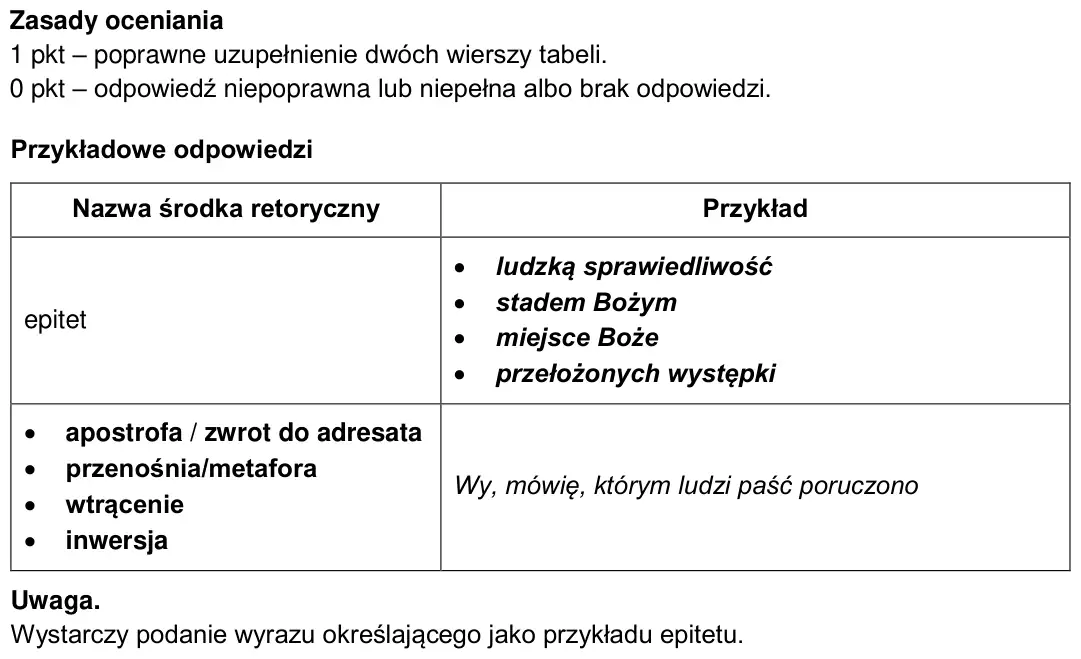 Zasady oceniania
1 pkt – poprawne uzupełnienie dwóch wierszy tabeli.
0 pkt – odpowiedź niepoprawna lub niepełna albo brak odpowiedzi.
Przykładowe odpowiedzi
Nazwa środka retoryczny
Przykład
epitet
• ludzką sprawiedliwość
• stadem Bożym
• miejsce Boże
• przełożonych występki
• apostrofa / zwrot do adresata
• przenośnia/metafora
• wtrącenie
• inwersja
Wy, mówię, którym ludzi paść poruczono
Uwaga.
Wystarczy podanie wyrazu określającego jako przykładu epitetu.